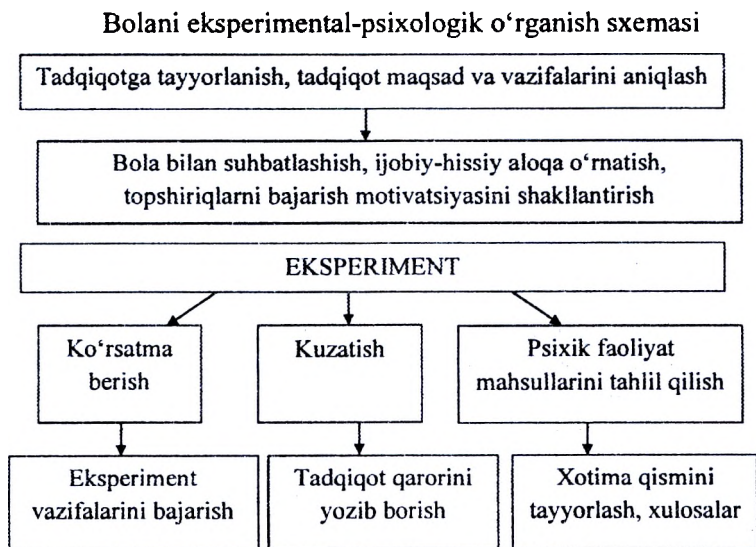 Bolani eksperimental-psixologik o‘rganish sxemasi
Tadqiqotga tayyorlanish, tadqiqot maqsad va vazifalarini aniqlash
Bola bilan suhbatlashish, ijobiy-hissiy aloqa o‘rnatish,
topshiriqlarni bajarish motivatsiyasini shakllantirish
EKSPERIMENT
Ko‘rsatma
berish
Kuzatish
Psixik faoliyat
mahsullarini tahlil qilish
Eksperiment
vazifalarini bajarish
Tadqiqot qarorini
yozib borish
Xotima qismini
tayyorlash, xulosalar